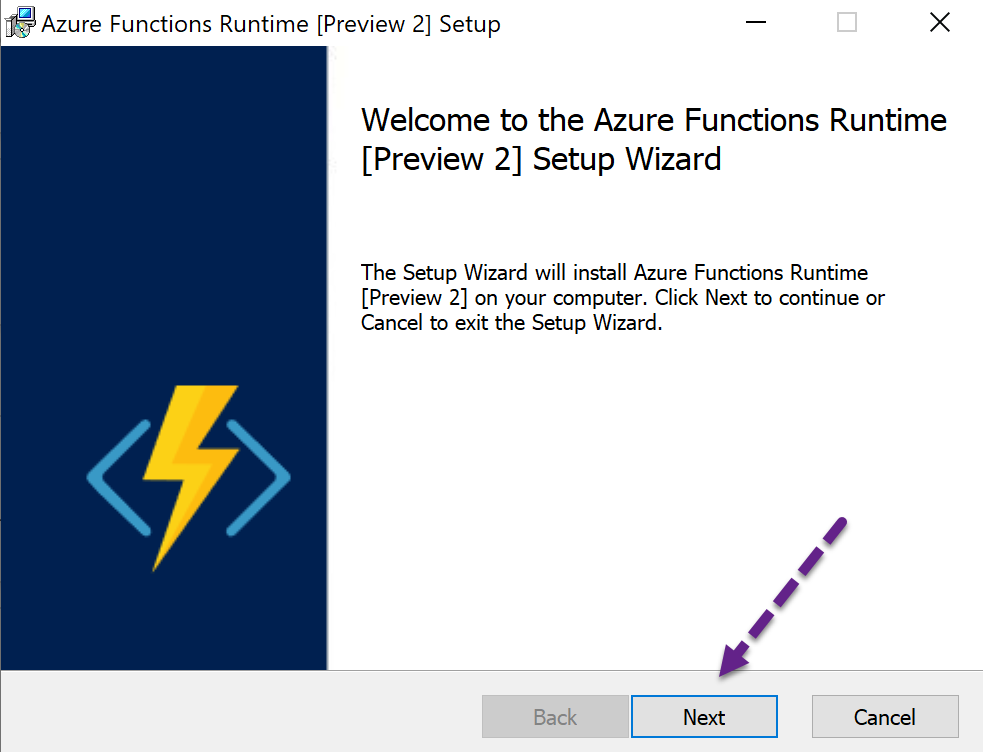 Azure Functions Runtime [Preview 2] Setup
Welcome to the Azure Functions Runtime
[Preview 2] Setup Wizard
The Setup Wizard will install Azure Functions Runtime
[Preview 2] on your computer. Click Next to continue or
Cancel to exit the Setup Wizard.
Back
Next
Cancel